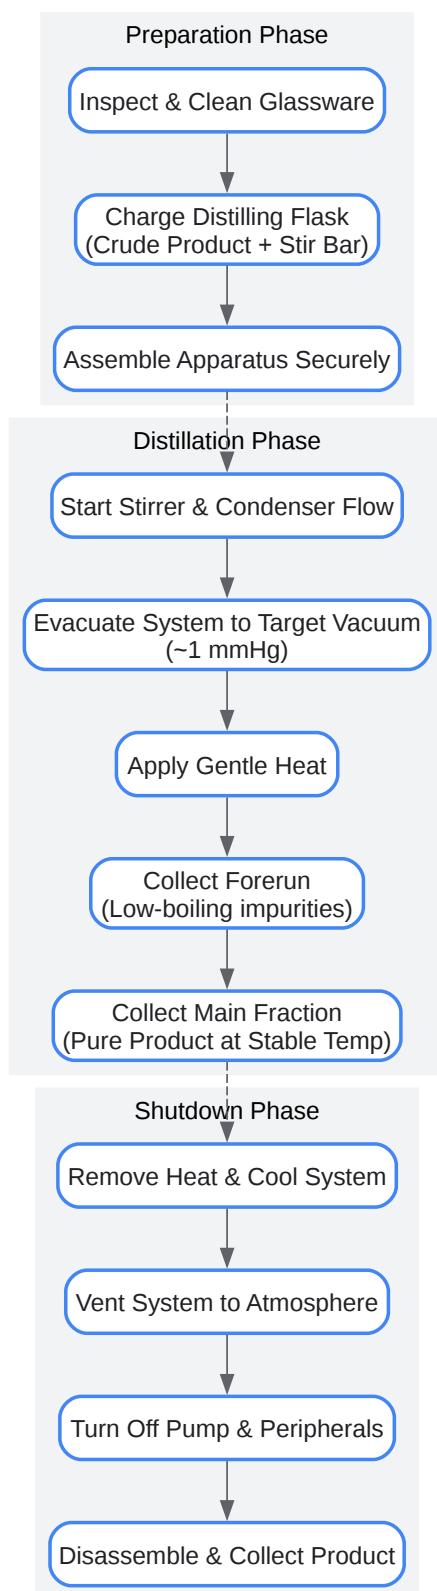 Preparation Phase
Inspect & Clean Glassware
Charge Distilling Flask
(Crude Product + Stir Bar)
Assemble Apparatus Securely
Distillation Phase
Start Stirrer & Condenser Flow
Evacuate System to Target Vacuum
(~1 mmHg)
Apply Gentle Heat
Collect Forerun
(Low-boiling impurities)
Collect Main Fraction
(Pure Product at Stable Temp)
Shutdown Phase
Remove Heat & Cool System
Vent System to Atmosphere
Turn Off Pump & Peripherals
Disassemble & Collect Product